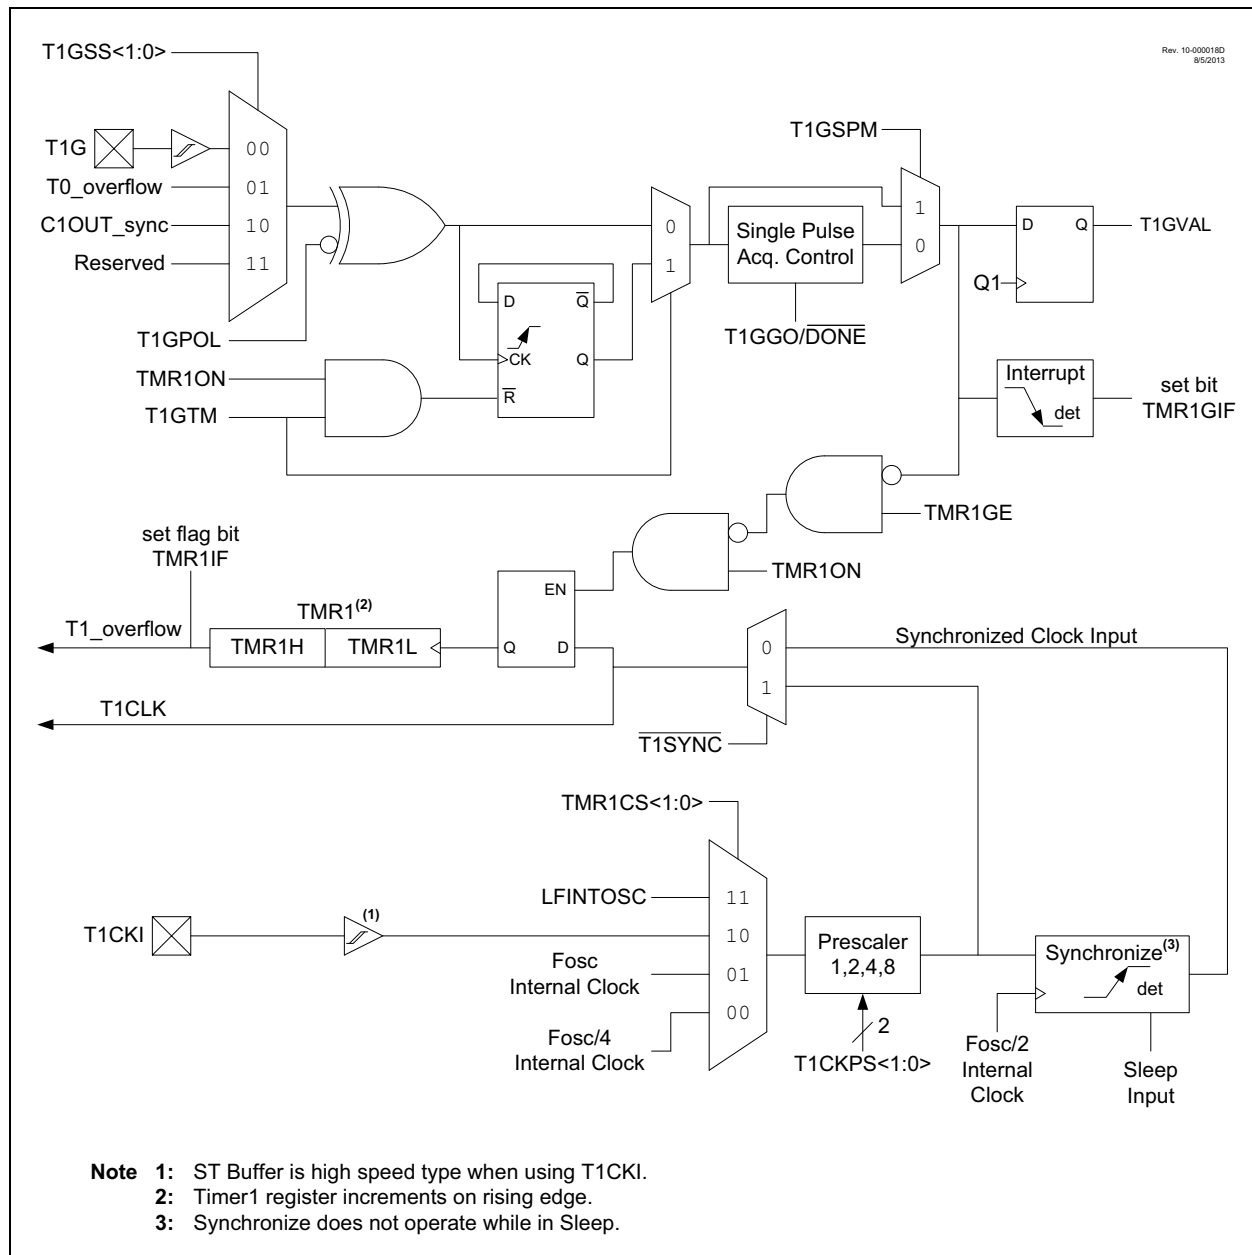 T1GSS<1:0>
Rev. 10-000018D
8/5/2013
T1G
00
T0_overflow
01
C1OUT_sync
10
Reserved
11
T1GPOL
TMR1ON
T1GTM
D
Q
CK
Q
R
0
1
T1GSPM
Single Pulse
Acq. Control
1
0
T1GGO/DONE
D
Q
Q1
T1GVAL
Interrupt
det
set bit
TMR1GIF
TMR1GE
TMR1ON
set flag bit
TMR1IF
TMR1(2)
T1_overflow
TMR1H
TMR1L
EN
Q
D
T1CLK
0
1
Synchronized Clock Input
T1SYNC
TMR1CS<1:0>
LFINTOSC
11
T1CKI
(1)
10
Fosc
Internal Clock
01
Fosc/4
Internal Clock
00
Prescaler
1,2,4,8
2
T1CKPS<1:0>
Synchronize(3)
det
Fosc/2
Internal
Clock
Sleep
Input
Note 1: ST Buffer is high speed type when using T1CKI.
2: Timer1 register increments on rising edge.
3: Synchronize does not operate while in Sleep.